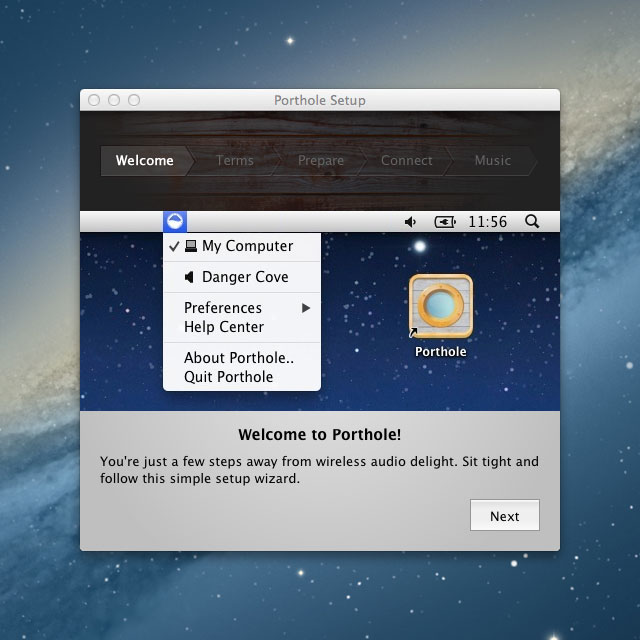 Porthole Setup
Welcome
Terms
Prepare
Connect
Music
11:56
My Computer
Danger Cove
Preferences
Help Center
About Porthole..
Quit Porthole
Porthole
Welcome to Porthole!
You're just a few steps away from wireless audio delight. Sit tight and
follow this simple setup wizard.
Next